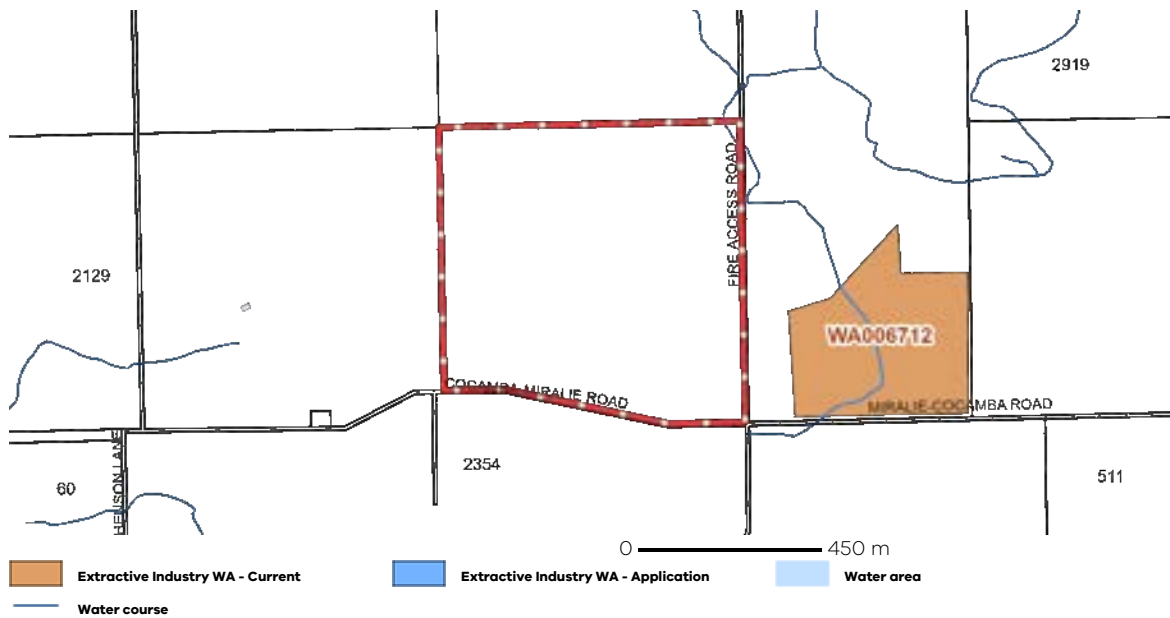 2919
FIRE ACCESS ROAD
2129
WA006712
COCAMBA-MIRALIE ROAD
MIRALIE-COCAMBA ROAD
2354
511
60
HENSON LANE
0 450 m
Extractive Industry WA - Current
Extractive Industry WA - Application
Water area
Water course